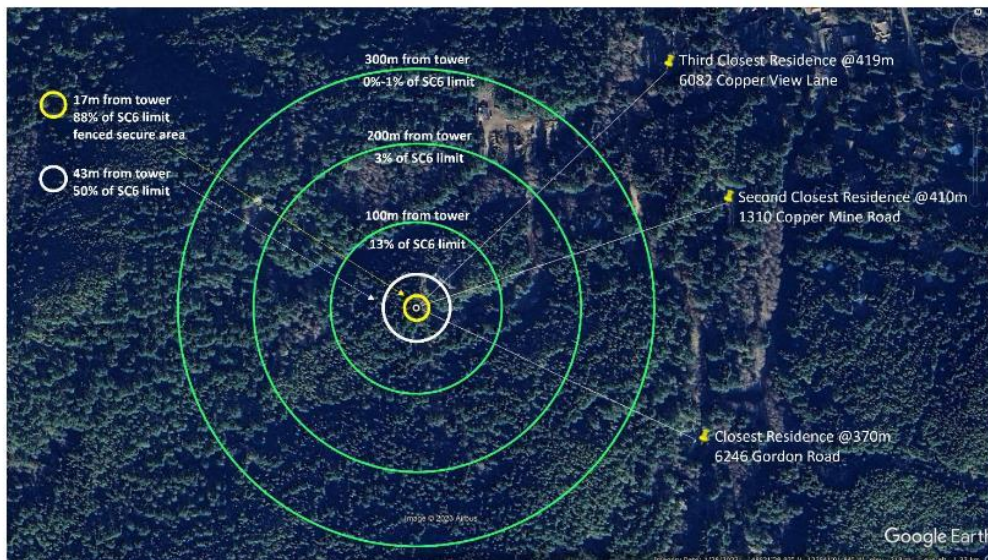 300m from tower
0%-1% of SC6 limit
Third Closest Residence @419m
6082 Copper View Lane
17m from tower
88% of SC6 limit
fenced secure area
200m from tower
3% of SC6 limit
43m from tower
50% of SC6 limit
Second Closest Residence @410m
1310 Copper Mine Road
100m from tower
13% of SC6 limit
Closest Residence @370m
6246 Gordon Road
Image © 2023 Airbus
Google Earth